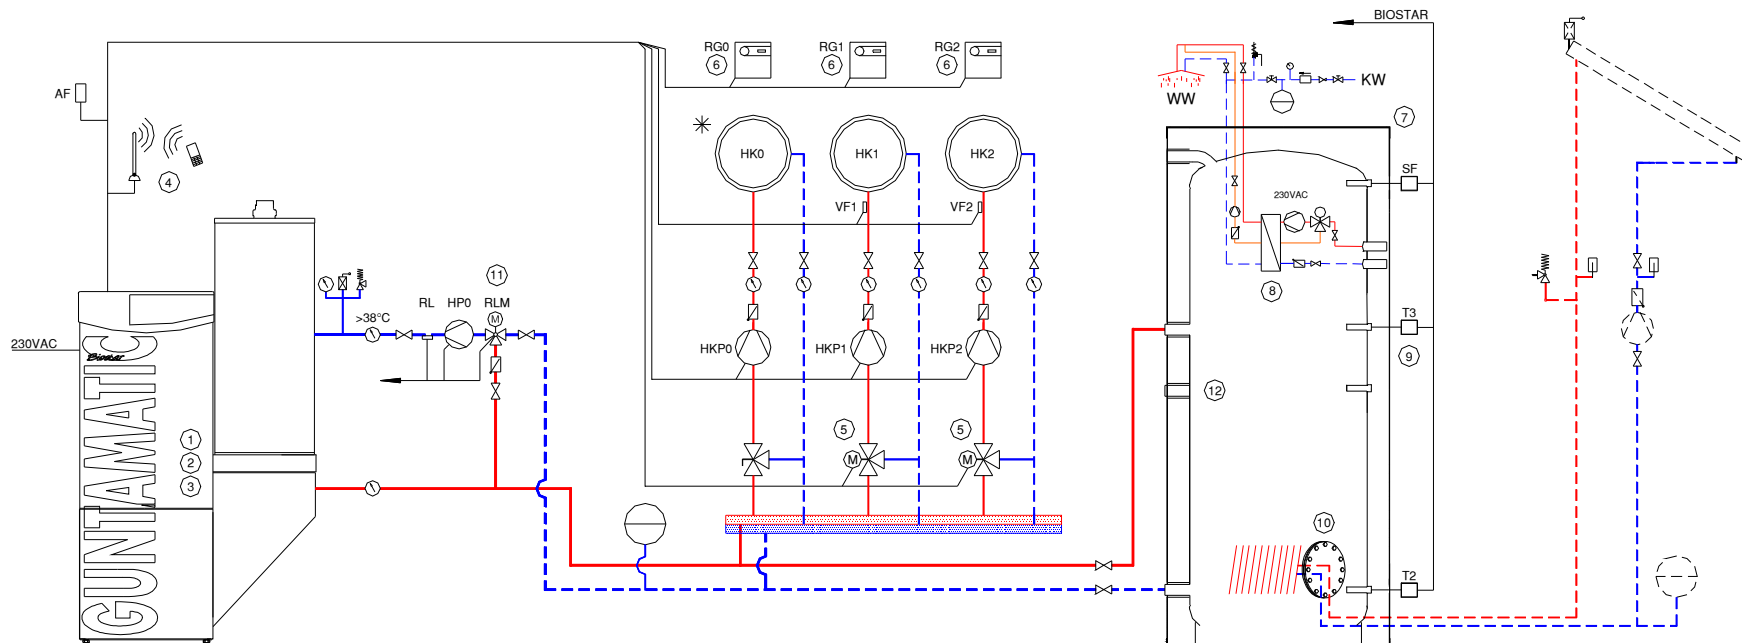 BIOSTAR
RG0
RG1
RG2
6
6
6
AF
4
WW
KW
7
HK0
HK1
HK2
SF
VF1
VF2
230VAC
11
RL
HP0
RLM
M
8
>38°C
T3
230VAC
Biostar
HKP0
HKP1
HKP2
9
12
GUNTAMATIC
1
2
3
5
5
M
M
10
T2